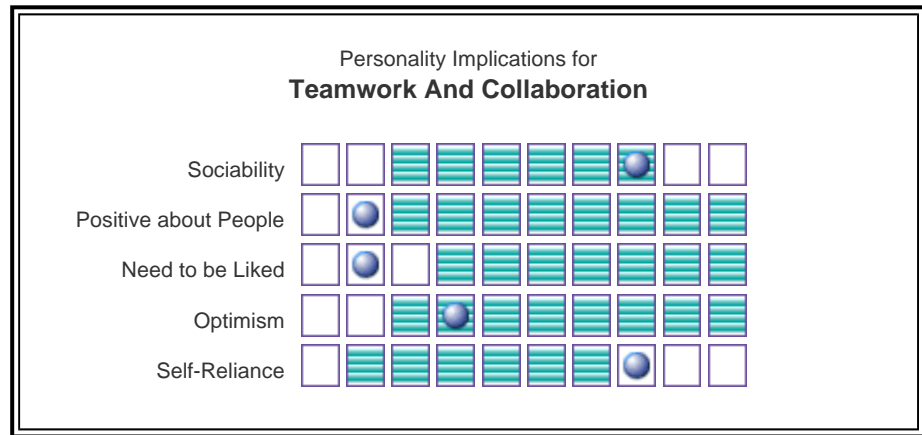 Personality Implications for
Teamwork And Collaboration
Sociability
Positive about People
Need to be Liked
Optimism
Self-Reliance